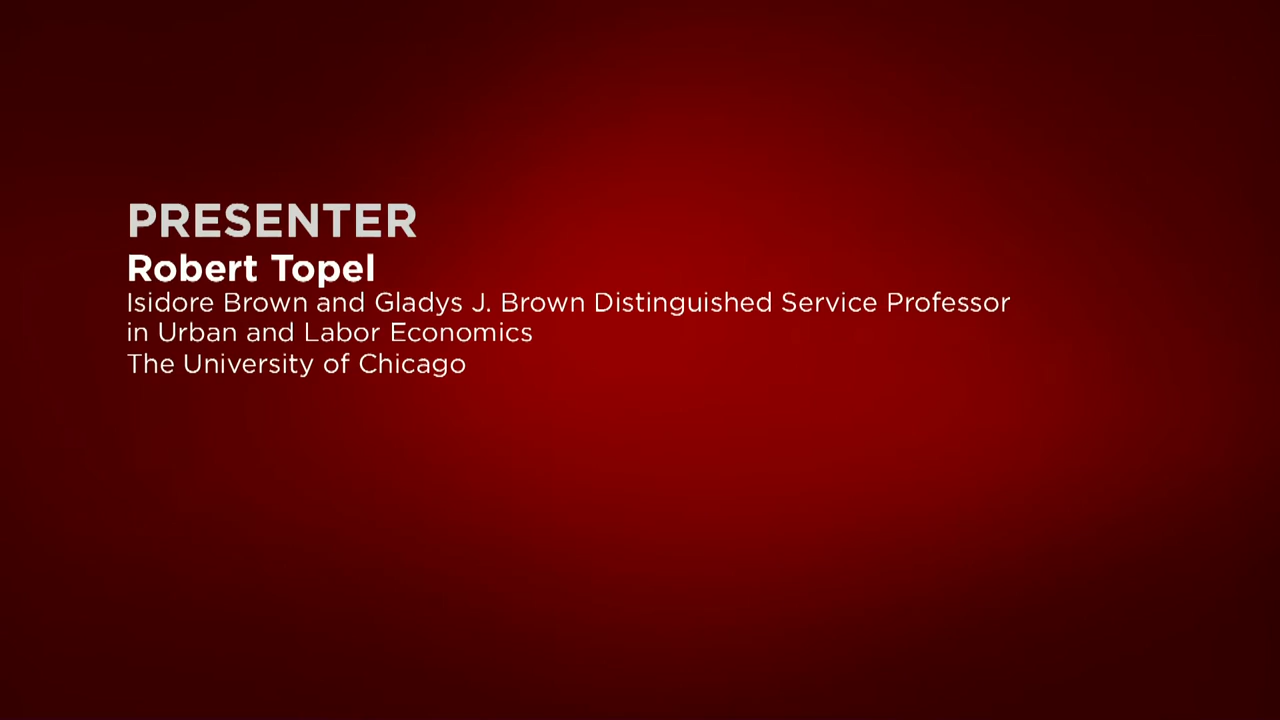 PRESENTER
Robert Topel
Isidore Brown and Gladys J. Brown Distinguished Service Professor
in Urban and Labor Economics
The University of Chicago